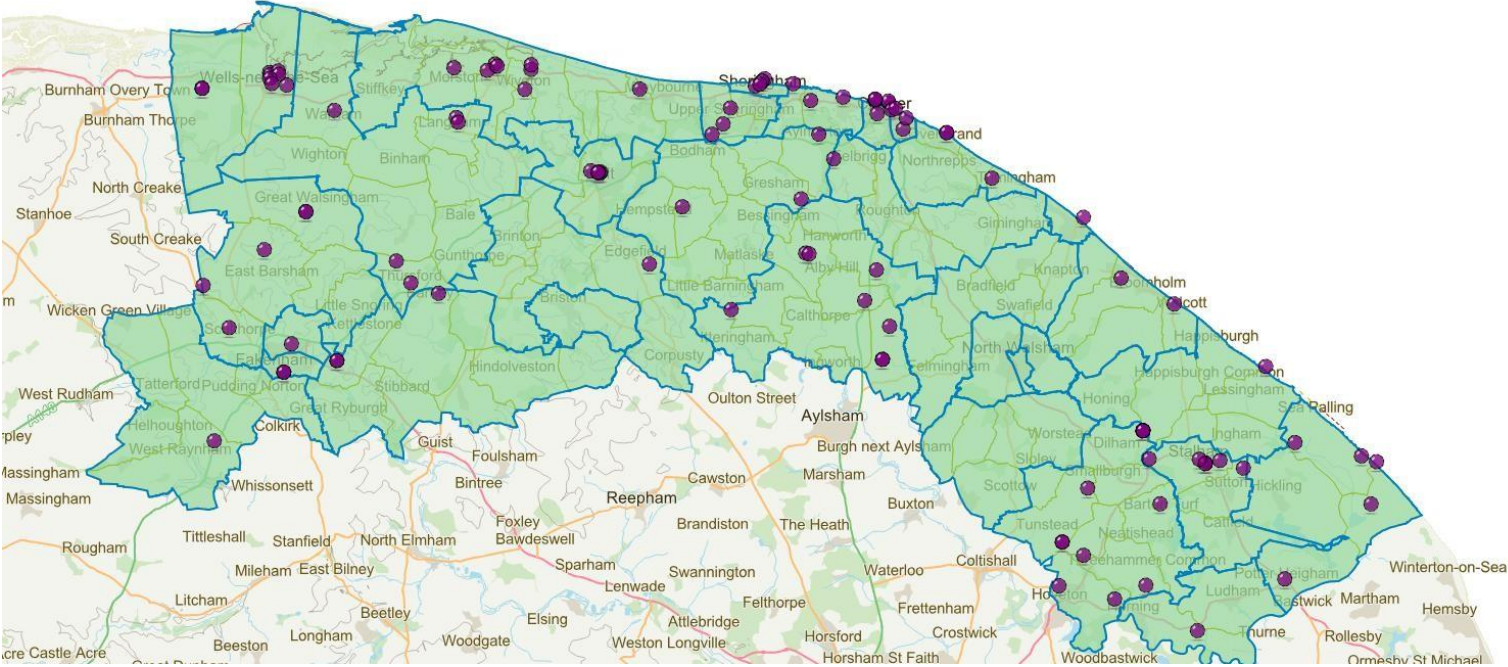 Wells-next-the-Sea
Burnham Overy Town
Burnham Thorpe
Stiffkey
Wighton
Binham
Upper Sheringham
Bodham
Northrepps
North Creake
Great Walsingham
Stanhoe
Bale
Gresham
Bessingham
Roughton
Gimingham
South Creake
Brinton
Hanworth
East Barsham
Gunthorpe
Edgefield
Matlaske
Alby Hill
Knapton
Thursford
Little Barningham
Bradfield
Swafield
Walcott
Wicken Green Village
Little Snoring
Briston
Calthorpe
Kettlestone
Happisburgh
North Walsham
Corpusty
Felmingham
Hindolveston
Happisburgh Common
Tatterford
Pudding Norton
Stibbard
Lessingham
West Rudham
Oulton Street
Honing
Great Ryburgh
Sea Palling
Helhoughton
Colkirk
Aylsham
Worstead
Ingham
Guist
Dilham
West Raynham
Burgh next Aylsham
Foulsham
Sloley
Smallburgh
Massingham
Whissonsett
Bintree
Cawston
Marsham
Scottow
Sutton
Hickling
Massingham
Reepham
Buxton
Foxley
Brandiston
The Heath
Tunstead
Catfield
Tittleshall
Stanfield
North Elmham
Bawdeswell
Neatishead
Rougham
Mileham
East Bilney
Sparham
Swannington
Waterloo
Coltishall
Potter Heigham
Winterton-on-Sea
Lenwade
Ludham
Litcham
Beetley
Felthorpe
Frettenham
Bastwick
Martham
Hemsby
Elsing
Attlebridge
Longham
Woodgate
Weston Longville
Horsford
Crostwick
Thurne
Rollesby
Beeston
cre Castle Acre
Horsham St Faith
Woodbastwick
Ormesby St Michael